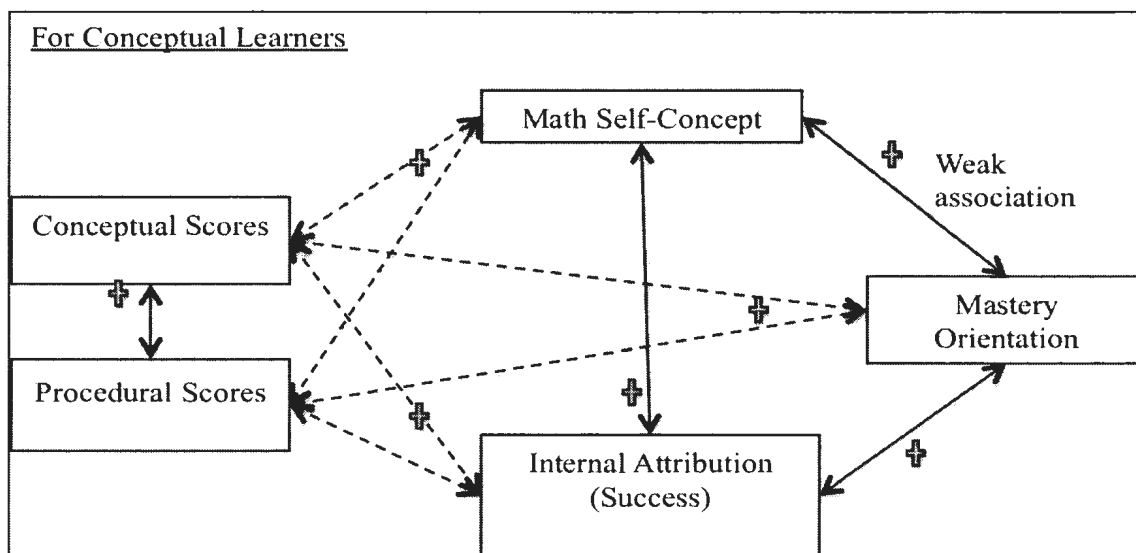 For Conceptual Learners
Math Self-Concept
Weak
association
Conceptual Scores
Mastery
Orientation
Procedural Scores
Internal Attribution
(Success)